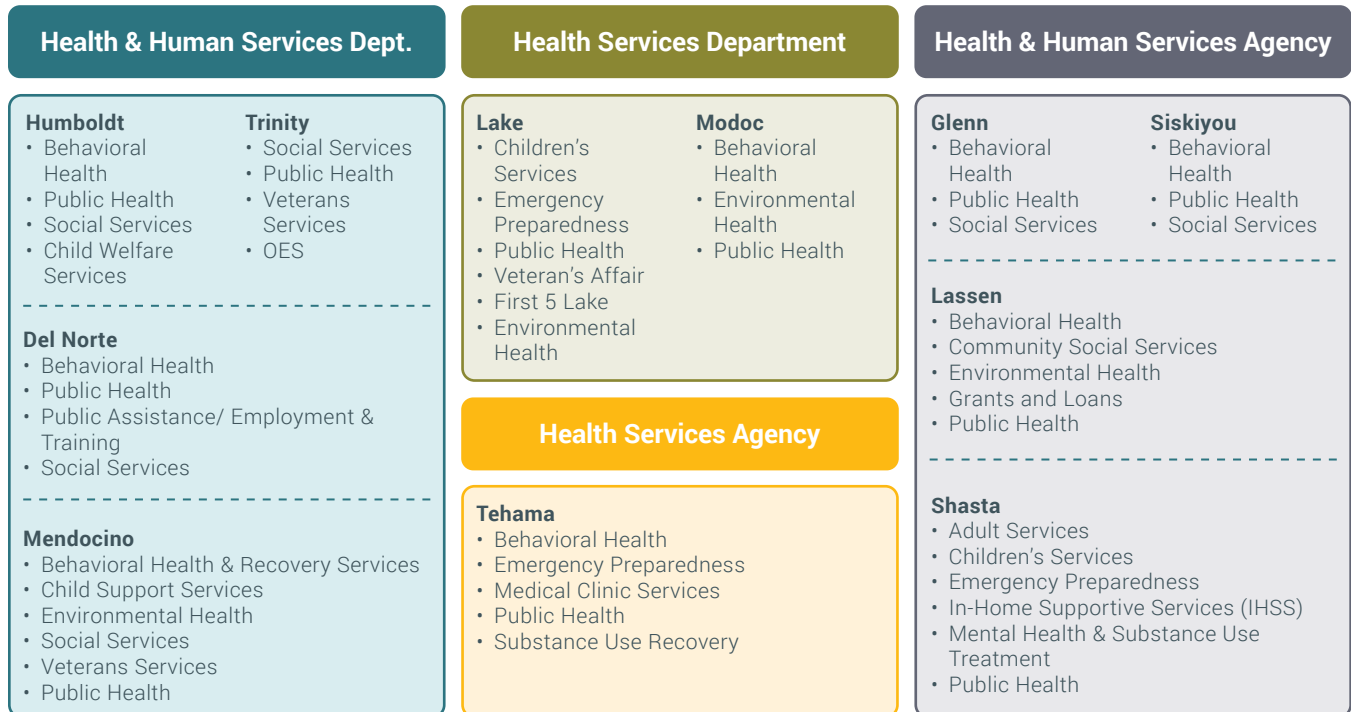 Health & Human Services Dept.
Humboldt
• Behavioral
Health
• Public Health
• Social Services
• Child Welfare
Services
Trinity
• Social Services
• Public Health
• Veterans
Services
• OES
Del Norte
• Behavioral Health
• Public Health
• Public Assistance/ Employment &
Training
• Social Services
Mendocino
• Behavioral Health & Recovery Services
• Child Support Services
• Environmental Health
• Social Services
• Veterans Services
• Public Health
Health Services Department
Lake
• Children's
Services
• Emergency
Preparedness
• Public Health
• Veteran's Affair
• First 5 Lake
• Environmental
Health
Modoc
• Behavioral
Health
• Environmental
Health
• Public Health
Health Services Agency
Tehama
• Behavioral Health
• Emergency Preparedness
• Medical Clinic Services
• Public Health
• Substance Use Recovery
Health & Human Services Agency
Glenn
• Behavioral
Health
• Public Health
• Social Services
Siskiyou
• Behavioral
Health
• Public Health
• Social Services
Lassen
• Behavioral Health
• Community Social Services
• Environmental Health
• Grants and Loans
• Public Health
Shasta
• Adult Services
• Children's Services
• Emergency Preparedness
• In-Home Supportive Services (IHSS)
• Mental Health & Substance Use
Treatment
• Public Health